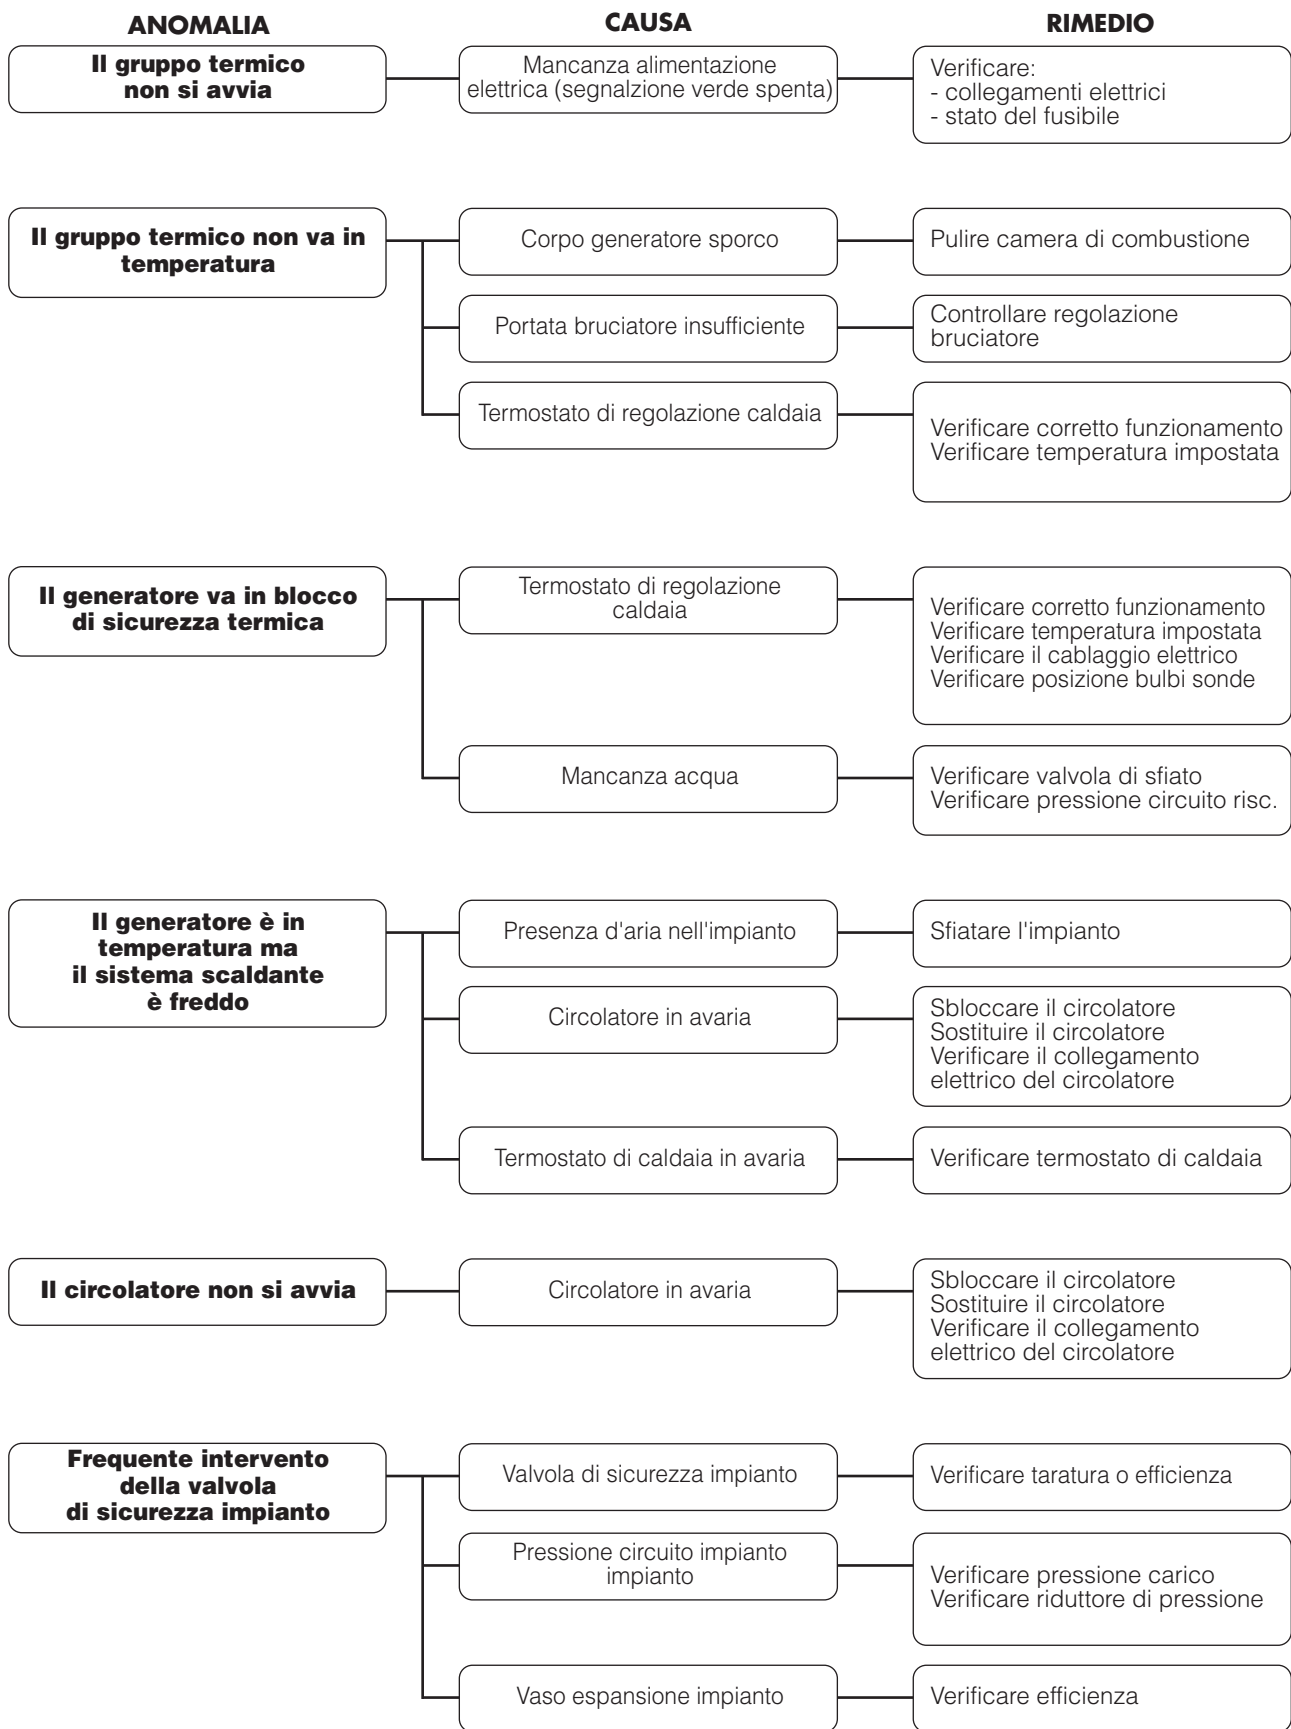 ANOMALIA
CAUSA
RIMEDIO
Il gruppo termico
non si avvia
Mancanza alimentazione
elettrica (segnalzione verde spenta)
Verificare:
- collegamenti elettrici
- stato del fusibile
Il gruppo termico non va in
temperatura
Corpo generatore sporco
Pulire camera di combustione
Portata bruciatore insufficiente
Controllare regolazione
bruciatore
Termostato di regolazione caldaia
Verificare corretto funzionamento
Verificare temperatura impostata
Il generatore va in blocco
di sicurezza termica
Termostato di regolazione
caldaia
Verificare corretto funzionamento
Verificare temperatura impostata
Verificare il cablaggio elettrico
Verificare posizione bulbi sonde
Mancanza acqua
Verificare valvola di sfiato
Verificare pressione circuito risc.
Il generatore è in
temperatura ma
il sistema scaldante
è freddo
Presenza d'aria nell'impianto
Sfiatare l'impianto
Circolatore in avaria
Sbloccare il circolatore
Sostituire il circolatore
Verificare il collegamento
elettrico del circolatore
Termostato di caldaia in avaria
Verificare termostato di caldaia
Il circolatore non si avvia
Circolatore in avaria
Sbloccare il circolatore
Sostituire il circolatore
Verificare il collegamento
elettrico del circolatore
Frequente intervento
della valvola
di sicurezza impianto
Valvola di sicurezza impianto
Verificare taratura o efficienza
Pressione circuito impianto
impianto
Verificare pressione carico
Verificare riduttore di pressione
Vaso espansione impianto
Verificare efficienza